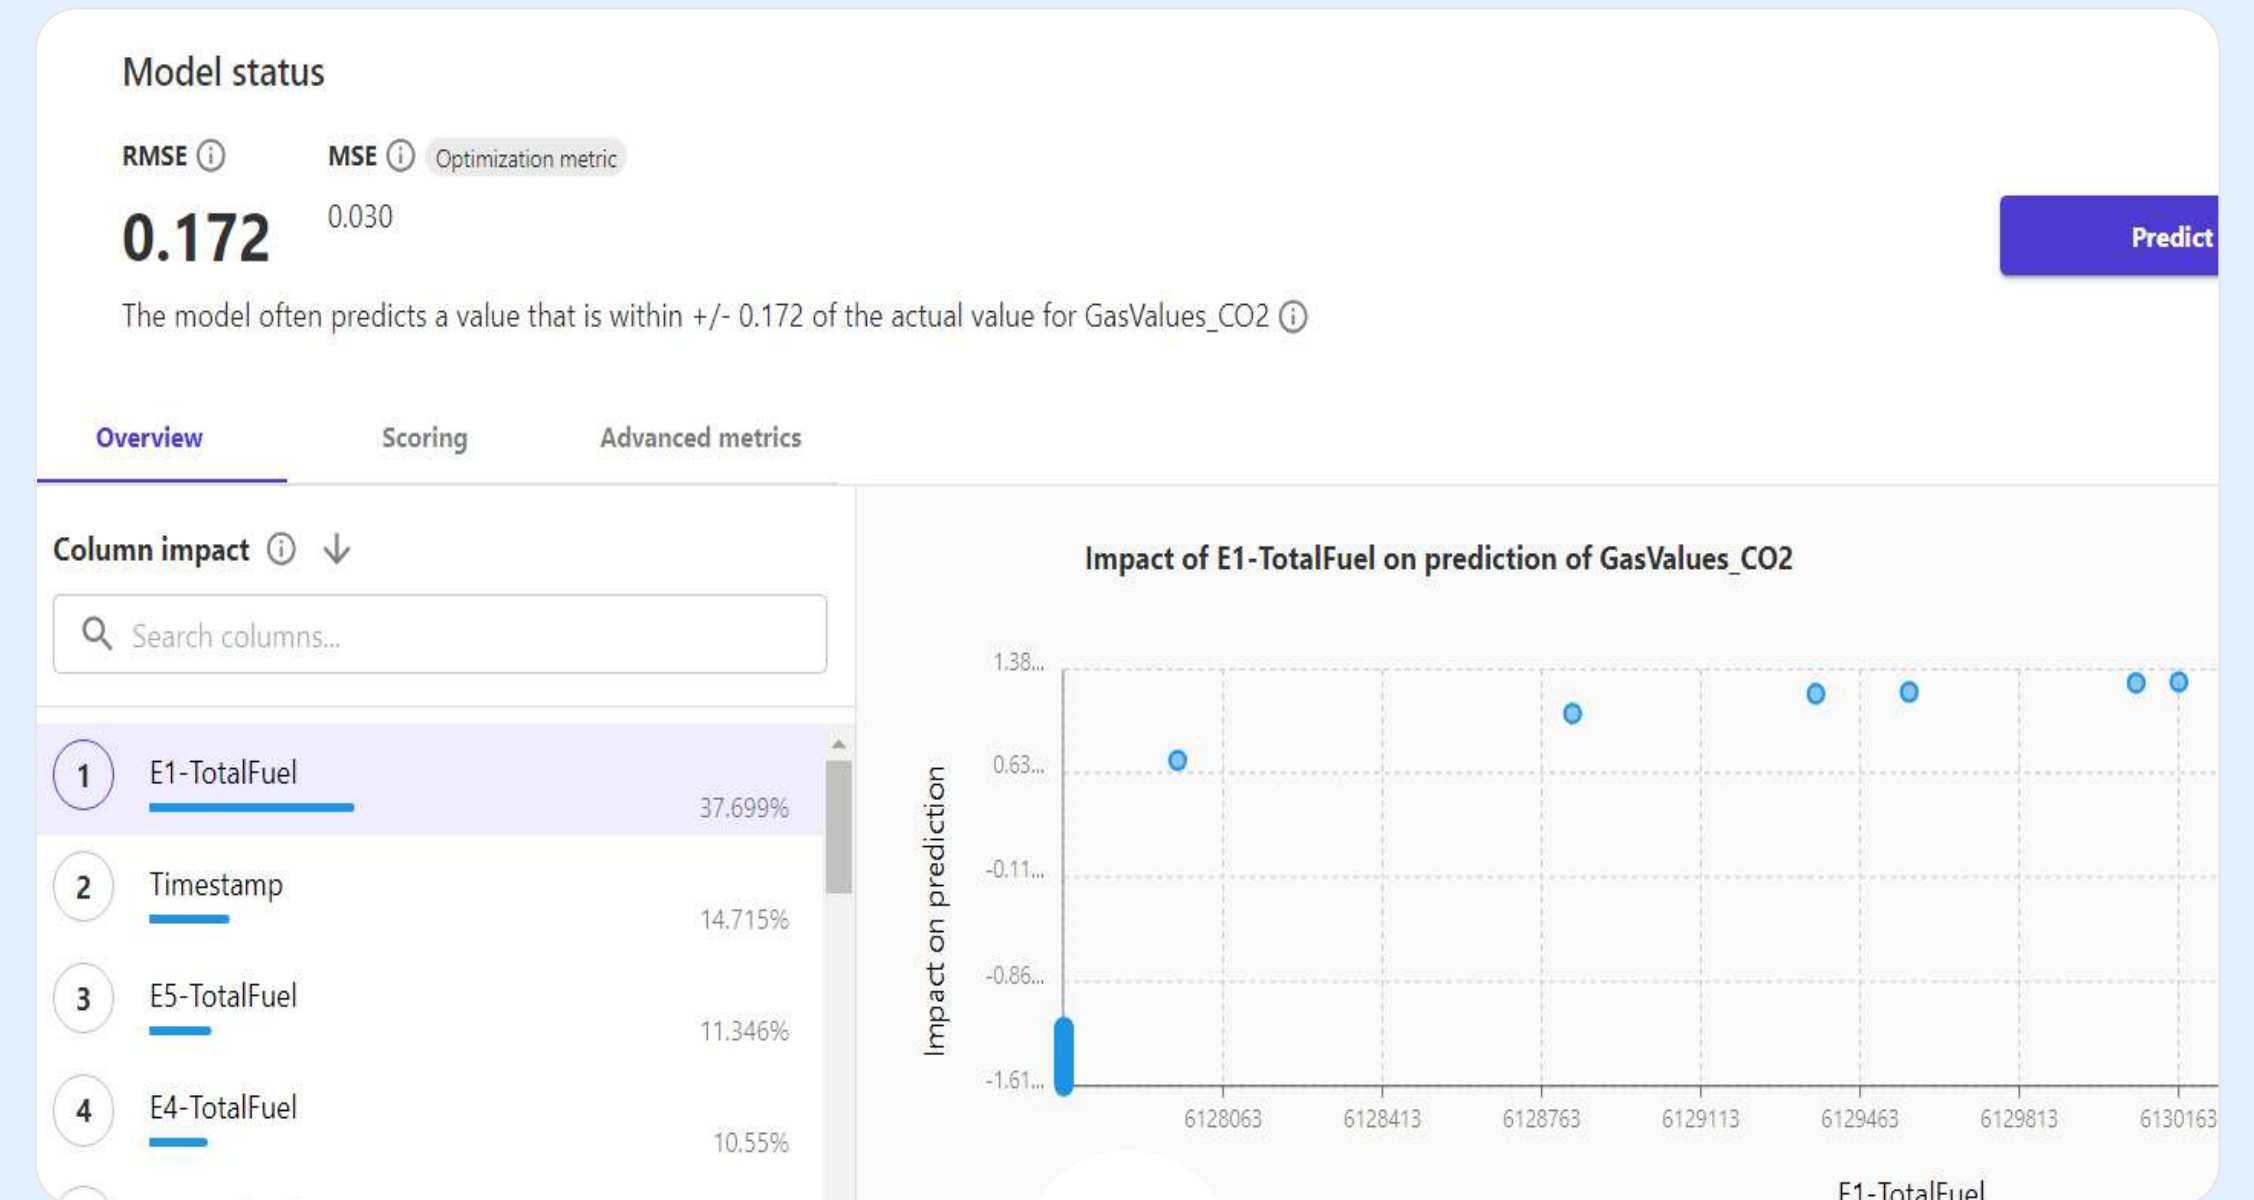 Model status
RMSE
MSE
Optimization metric
0.172
0.030
Predict
The model often predicts a value that is within +/- 0.172 of the actual value for GasValues_CO2
Overview
Scoring
Advanced metrics
Column impact
Search columns...
1
E1-TotalFuel
37.699%
2
Timestamp
14.715%
3
E5-TotalFuel
11.346%
4
E4-TotalFuel
10.55%
Impact of E1-TotalFuel on prediction of GasValues_CO2
Impact on prediction
1.38...
0.63...
-0.11...
-0.86...
-1.61...
6128063
6128413
6128763
6129113
6129463
6129813
6130163
E1-TotalFuel